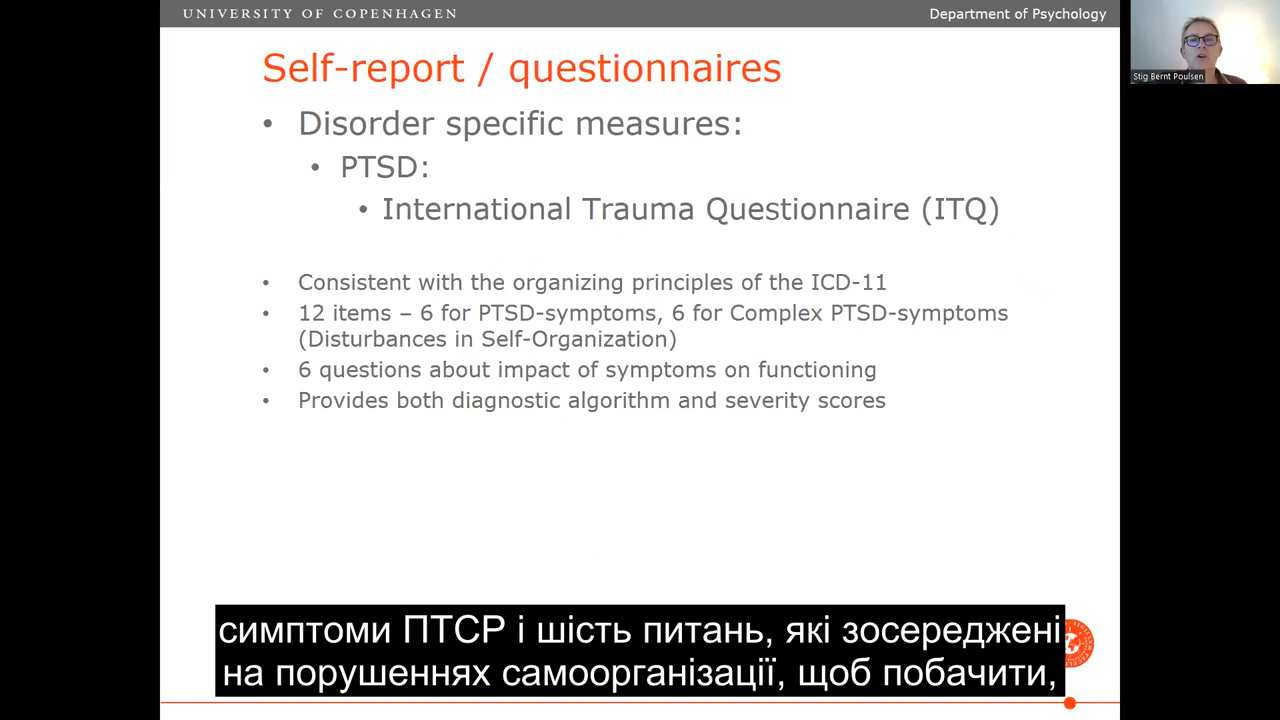 UNIVERSITY OF COPENHAGEN
Department of Psychology
Stig Bernt Poulsen
Self-report / questionnaires
• Disorder specific measures:
• PTSD:
• International Trauma Questionnaire (ITQ)
• Consistent with the organizing principles of the ICD-11
• 12 items – 6 for PTSD-symptoms, 6 for Complex PTSD-symptoms
(Disturbances in Self-Organization)
• 6 questions about impact of symptoms on functioning
• Provides both diagnostic algorithm and severity scores
симптоми ПТСР і шість питань, які зосереджені
на порушеннях самоорганізації, щоб побачити,